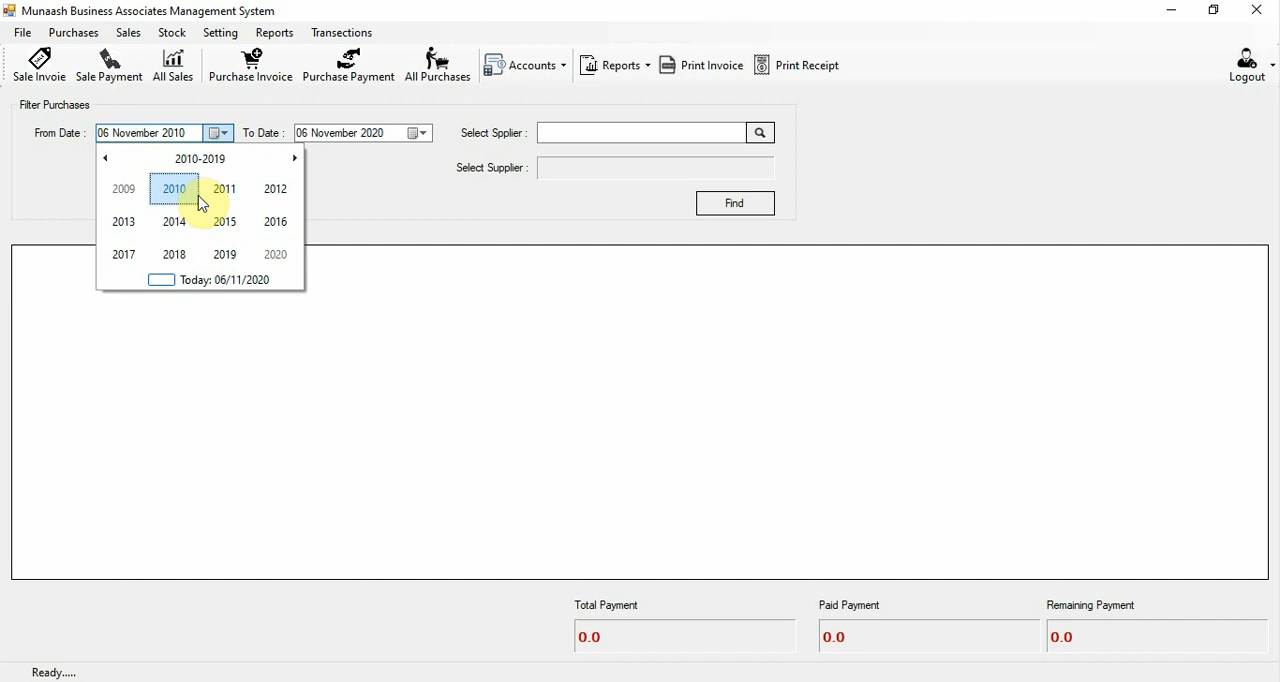 Munaash Business Associates Management System
File Purchases Sales Stock Setting Reports Transections
Sale Invoie Sale Payment All Sales Purchase Invoice Purchase Payment All Purchases Accounts Reports Print Invoice Print Receipt Logout
Filter Purchases
From Date : 06 November 2010 To Date : 06 November 2020 Select Spplier :
2010-2019
Select Supplier :
2009 2010 2011 2012
Find
2013 2014 2015 2016
2017 2018 2019 2020
Today: 06/11/2020
Total Payment Paid Payment Remaining Payment
0.0 0.0 0.0
Ready.....